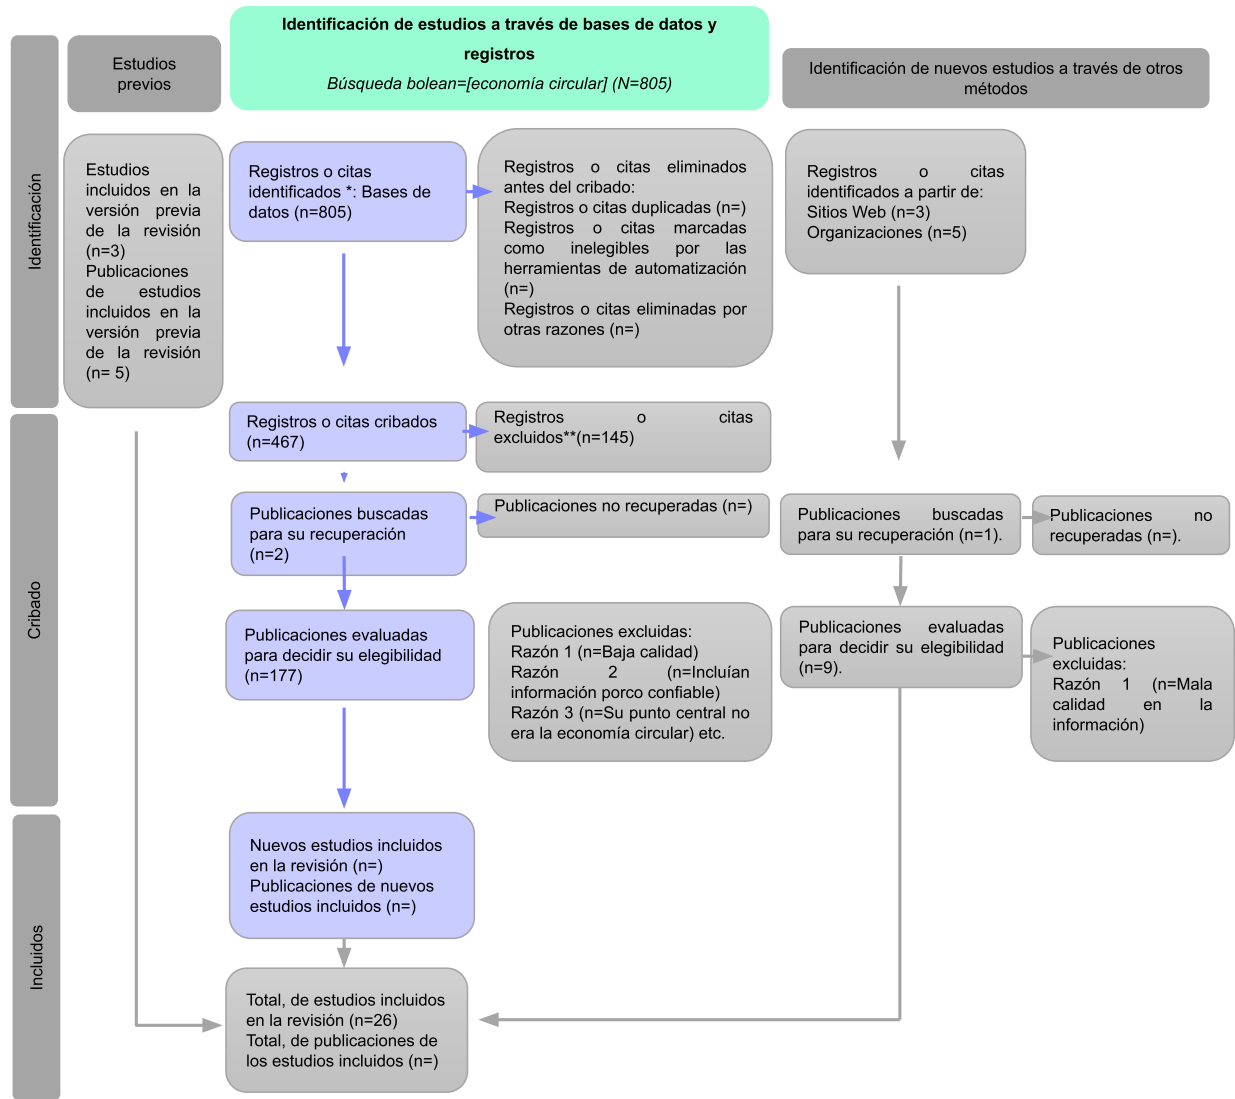 Identificación de estudios a través de bases de datos y
registros
Búsqueda bolean=[economía circular] (N=805)
Estudios
previos
Identificación de nuevos estudios a través de otros
métodos
Identificación
Estudios
incluidos en la
versión previa
de la revisión
(n=3)
Publicaciones
de estudios
incluidos en la
versión previa
de la revisión
(n= 5)
Registros o citas
identificados *: Bases de
datos (n=805)
Registros o citas eliminados
antes del cribado:
Registros o citas duplicadas (n=)
Registros o citas marcadas
como inelegibles por las
herramientas de automatización
(n=)
Registros o citas eliminadas por
otras razones (n=)
Registros o citas
identificados a partir de:
Sitios Web (n=3)
Organizaciones (n=5)
Cribado
Registros o citas cribados
(n=467)
Registros o citas
excluidos**(n=145)
Publicaciones buscadas
para su recuperación
(n=2)
Publicaciones no recuperadas (n=)
Publicaciones buscadas
para su recuperación (n=1).
Publicaciones no
recuperadas (n=).
Publicaciones evaluadas
para decidir su elegibilidad
(n=177)
Publicaciones excluidas:
Razón 1 (n=Baja calidad)
Razón 2 (n=Incluían
información porco confiable)
Razón 3 (n=Su punto central no
era la economía circular) etc.
Publicaciones evaluadas
para decidir su elegibilidad
(n=9).
Publicaciones
excluidas:
Razón 1 (n=Mala
calidad en la
información)
Incluidos
Nuevos estudios incluidos
en la revisión (n=)
Publicaciones de nuevos
estudios incluidos (n=)
Total, de estudios incluidos
en la revisión (n=26)
Total, de publicaciones de
los estudios incluidos (n=)